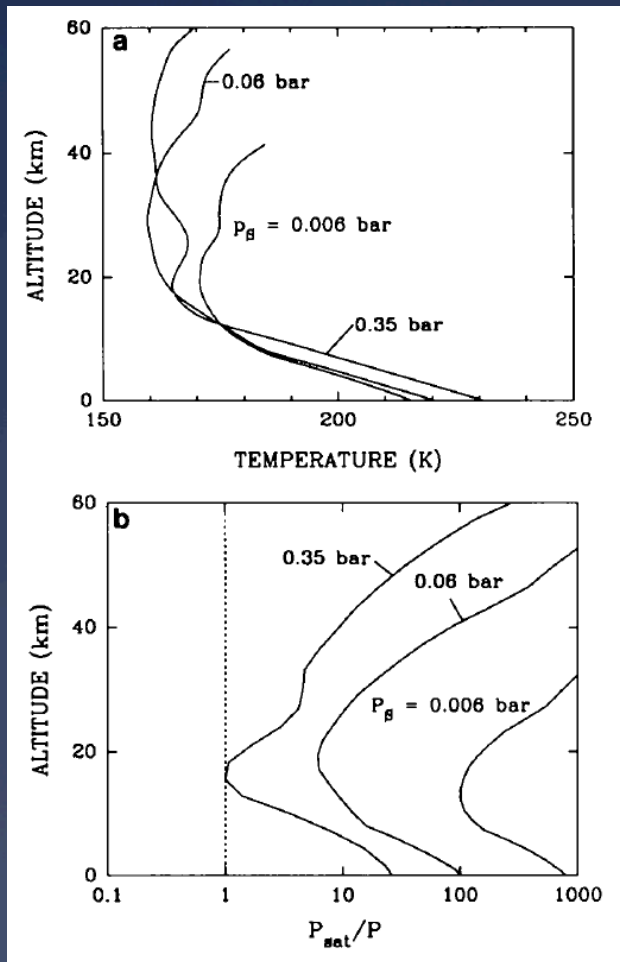 a
60
40
20
0
ALTITUDE (km)
0.06 bar
p_s = 0.006 bar
0.35 bar
150
200
250
TEMPERATURE (K)
b
60
40
20
0
ALTITUDE (km)
0.35 bar
0.06 bar
P_s = 0.006 bar
0.1
1
10
100
1000
P_sat/P